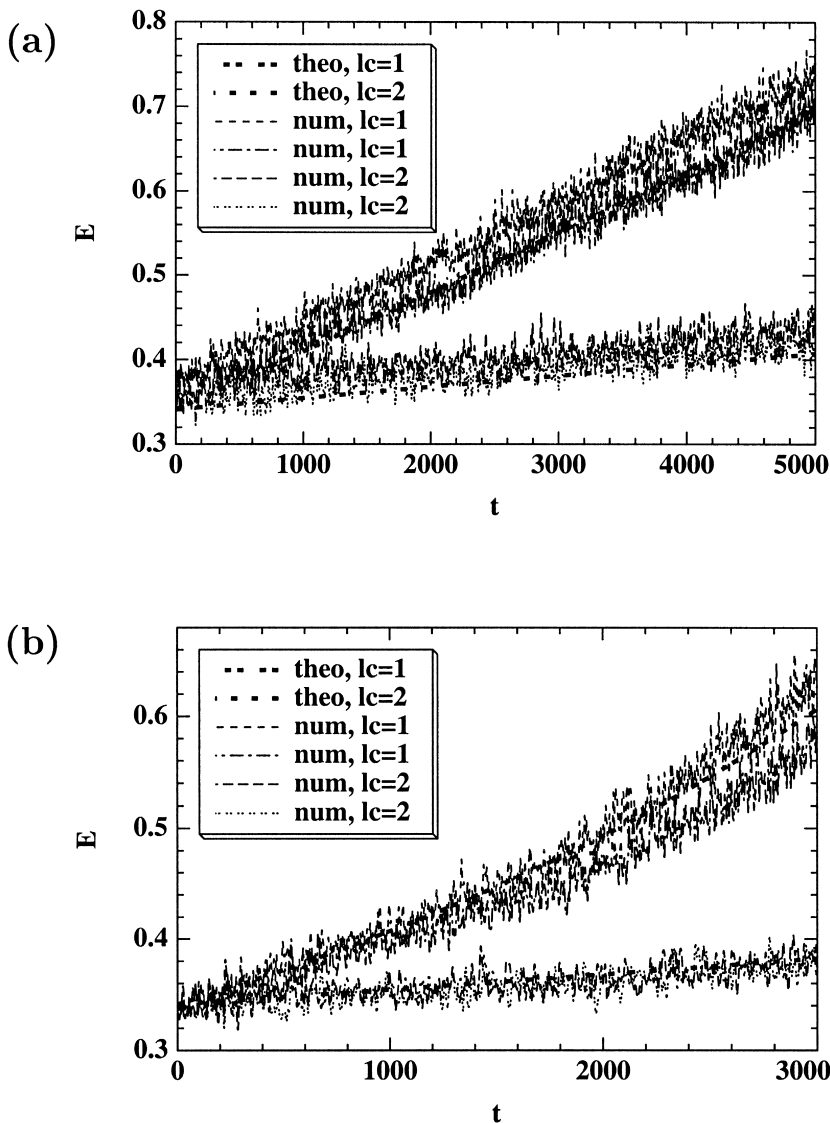 (a)
0.8
0.7
0.6
0.5
0.4
0.3
E
theo, lc=1
theo, lc=2
num, lc=1
num, lc=1
num, lc=2
num, lc=2
0 1000 2000 3000 4000 5000
t
(b)
0.6
0.5
0.4
0.3
E
theo, lc=1
theo, lc=2
num, lc=1
num, lc=1
num, lc=2
num, lc=2
0 1000 2000 3000
t